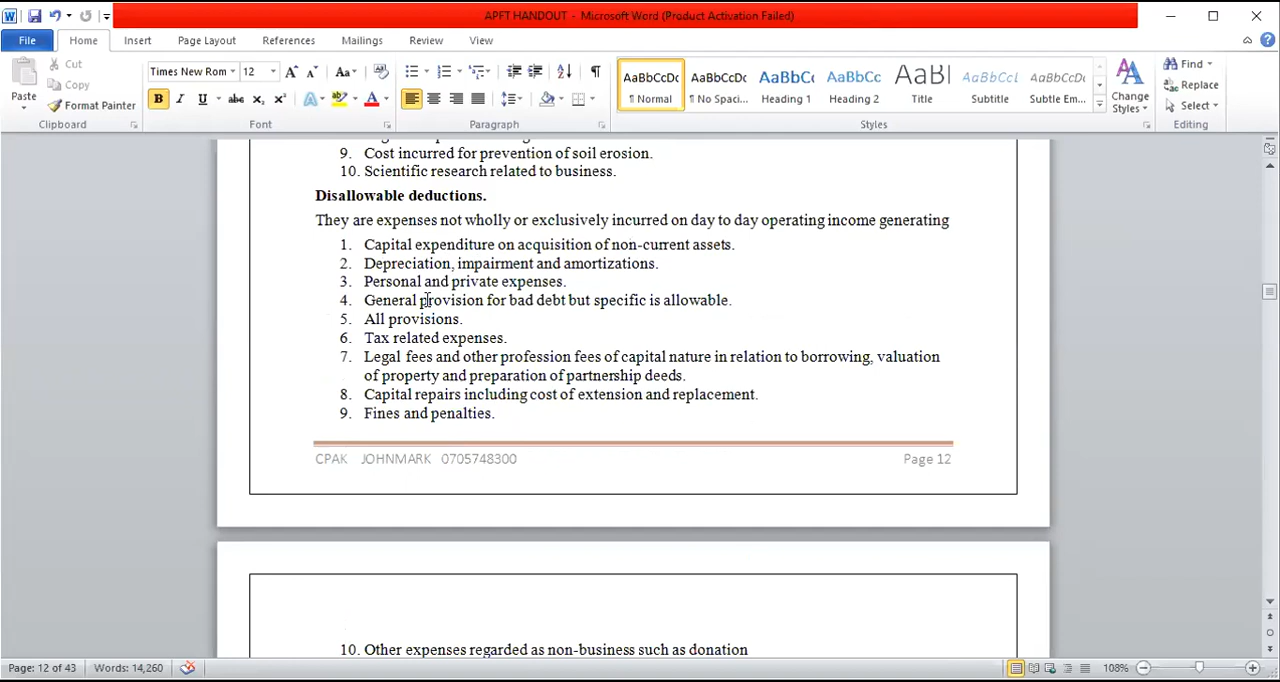 APFT HANDOUT - Microsoft Word (Product Activation Failed)
File Home Insert Page Layout References Mailings Review View
Paste
Cut
Copy
Format Painter
Clipboard
Times New Rom 12
Font
Paragraph
AaBbCcDc AaBbCcDc AaBbCc AaBbCc AaBl AaBbCcL AaBbCcDc
¶ Normal ¶ No Spaci... Heading 1 Heading 2 Title Subtitle Subtle Em...
Styles
Change
Styles
Find
Replace
Select
Editing
9. Cost incurred for prevention of soil erosion.
10. Scientific research related to business.
Disallowable deductions.
They are expenses not wholly or exclusively incurred on day to day operating income generating
1. Capital expenditure on acquisition of non-current assets.
2. Depreciation, impairment and amortizations.
3. Personal and private expenses.
4. General provision for bad debt but specific is allowable.
5. All provisions.
6. Tax related expenses.
7. Legal fees and other profession fees of capital nature in relation to borrowing, valuation
of property and preparation of partnership deeds.
8. Capital repairs including cost of extension and replacement.
9. Fines and penalties.
CPAK JOHNMARK 0705748300 Page 12
10. Other expenses regarded as non-business such as donation
Page: 12 of 43 Words: 14,260 108%